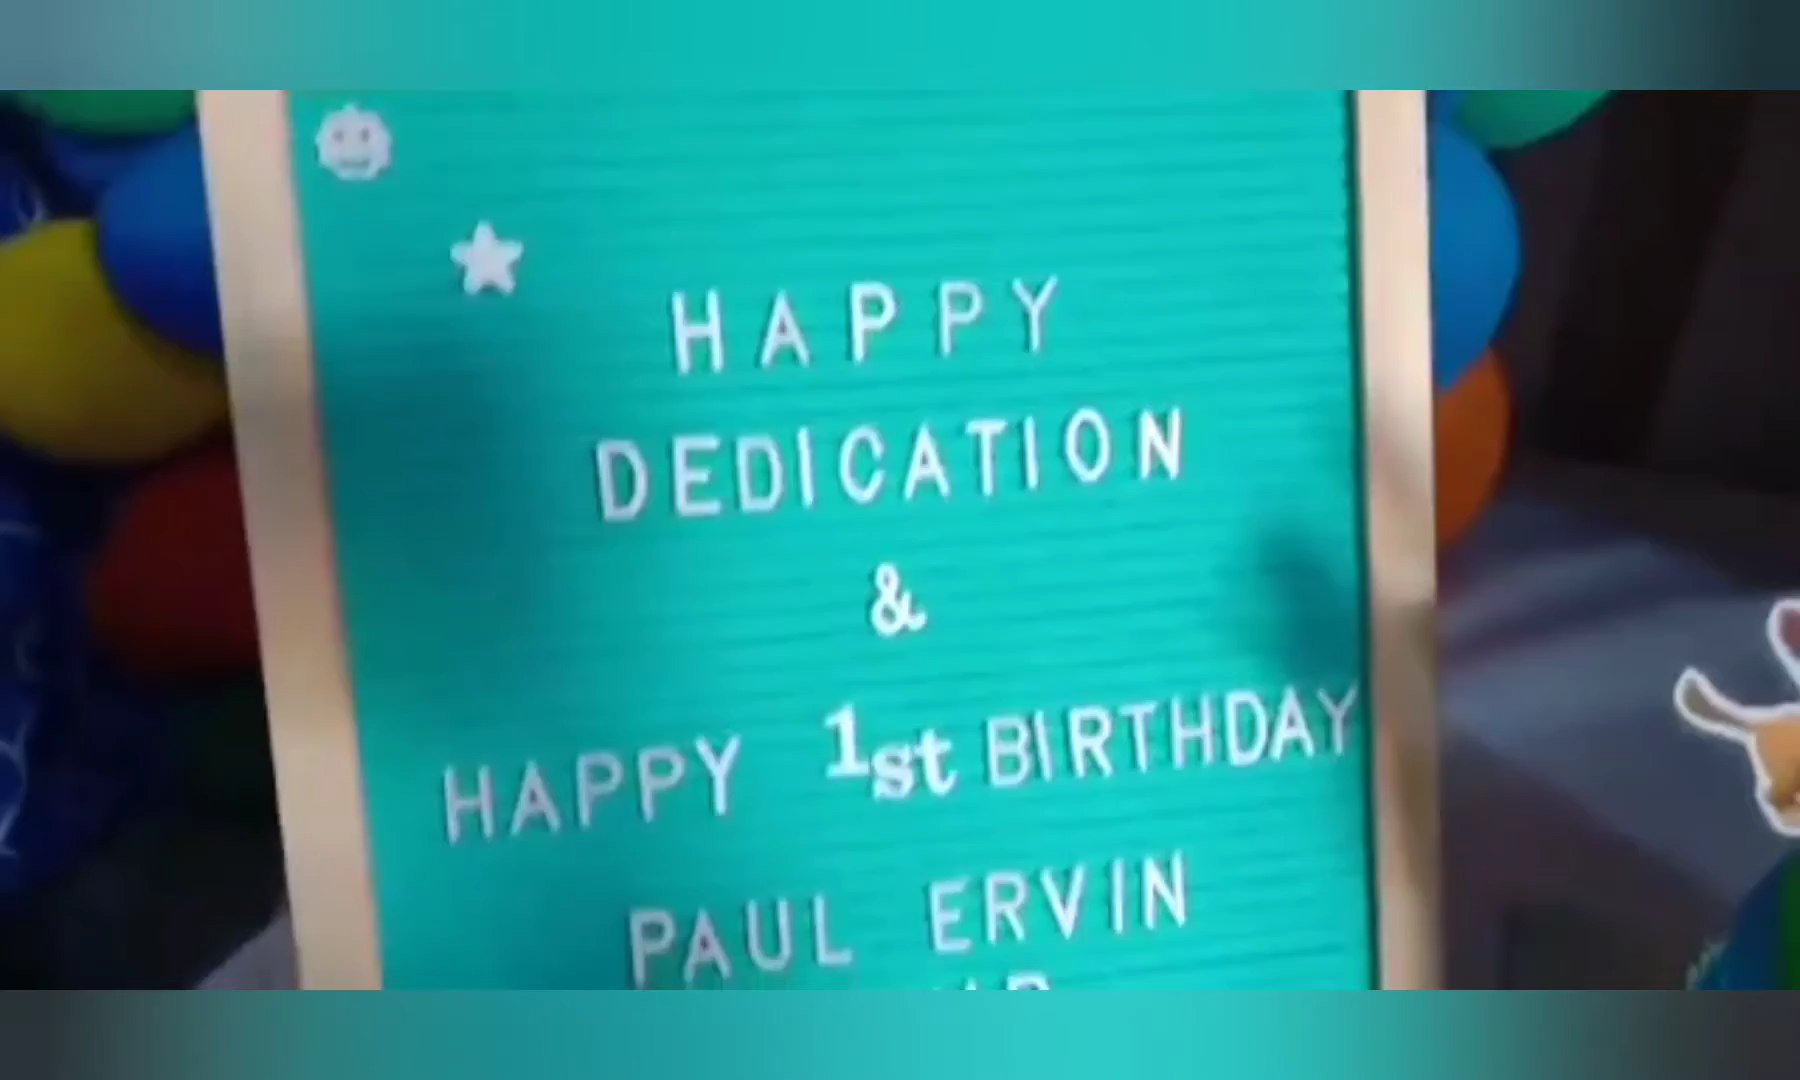 HAPPY
DEDICATION
&
HAPPY 1st BIRTHDAY
PAUL ERVIN